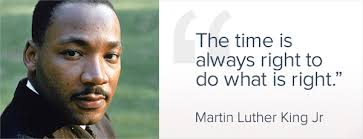 “
The time is
always right to
do what is right.”
Martin Luther King Jr